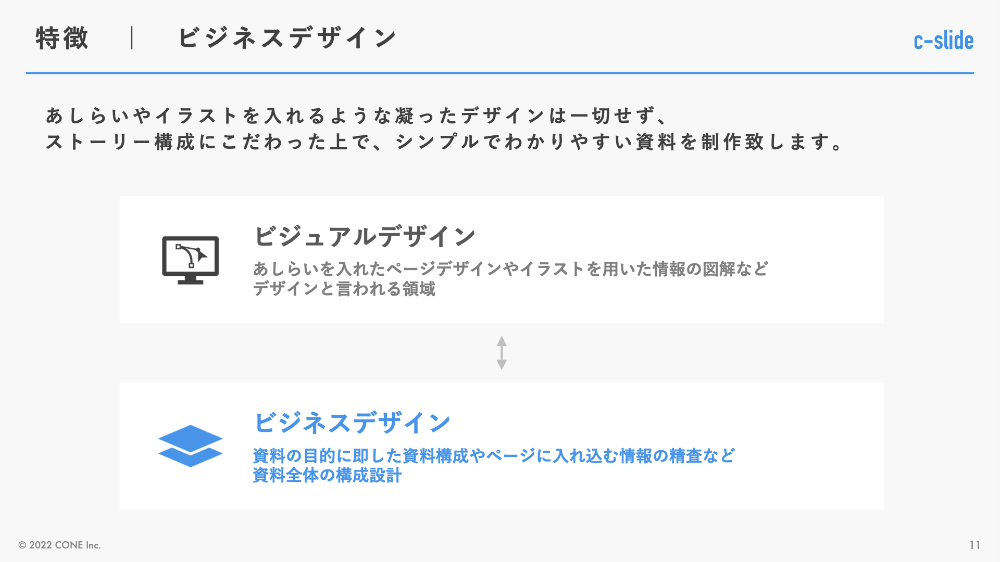 特徴 ｜ ビジネスデザイン
c-slide
あしらいやイラストを入れるような凝ったデザインは一切せず、
ストーリー構成にこだわった上で、シンプルでわかりやすい資料を制作致します。
ビジュアルデザイン
あしらいを入れたページデザインやイラストを用いた情報の図解など
デザインと言われる領域
ビジネスデザイン
資料の目的に即した資料構成やページに入れ込む情報の精査など
資料全体の構成設計
© 2022 CONE Inc.
11